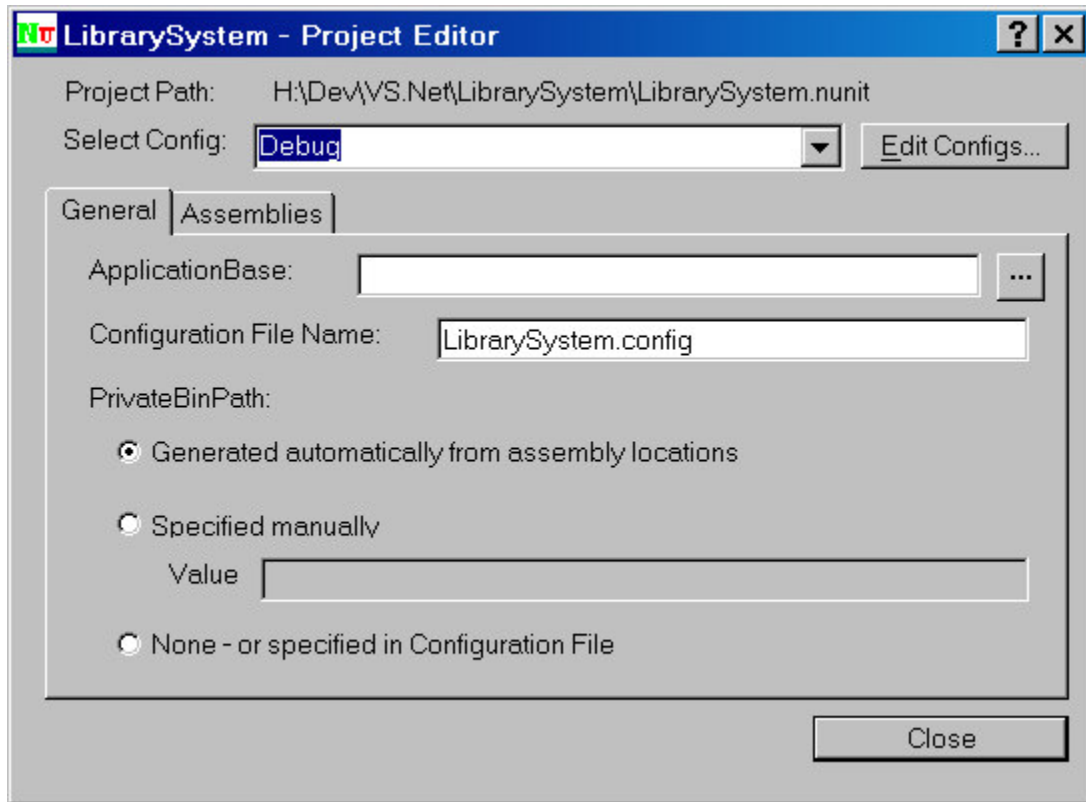 NU LibrarySystem - Project Editor ? ×
Project Path: H:\Dev\VS.Net\LibrarySystem\LibrarySystem.nunit
Select Config: Debug Edit Configs...
General Assemblies
ApplicationBase: ...
Configuration File Name: LibrarySystem.config
PrivateBinPath:
Generated automatically from assembly locations
Specified manually
Value
None - or specified in Configuration File
Close